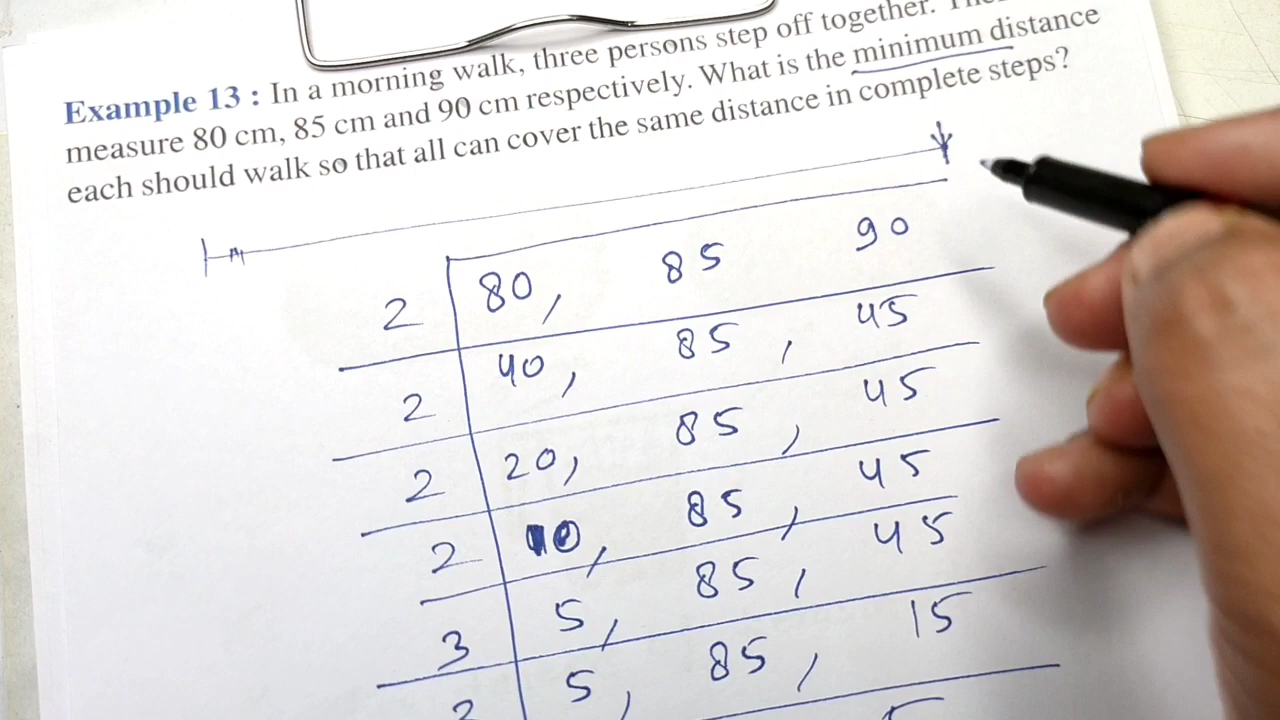 Example 13 : In a morning walk, three persons step off together.
measure 80 cm, 85 cm and 90 cm respectively. What is the minimum distance
each should walk so that all can cover the same distance in complete steps?
2 80, 85 90
2 40, 85, 45
2 20, 85, 45
2 10, 85, 45
3 5, 85, 45
5, 85, 15